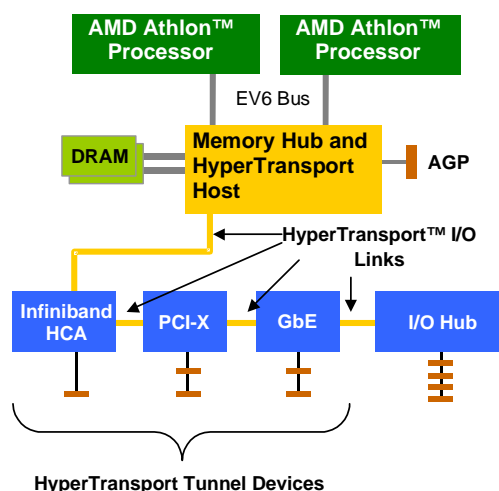 AMD Athlon™
Processor
AMD Athlon™
Processor
EV6 Bus
DRAM
Memory Hub and
HyperTransport
Host
AGP
HyperTransport™ I/O
Links
Infiniband
HCA
PCI-X
GbE
I/O Hub
HyperTransport Tunnel Devices